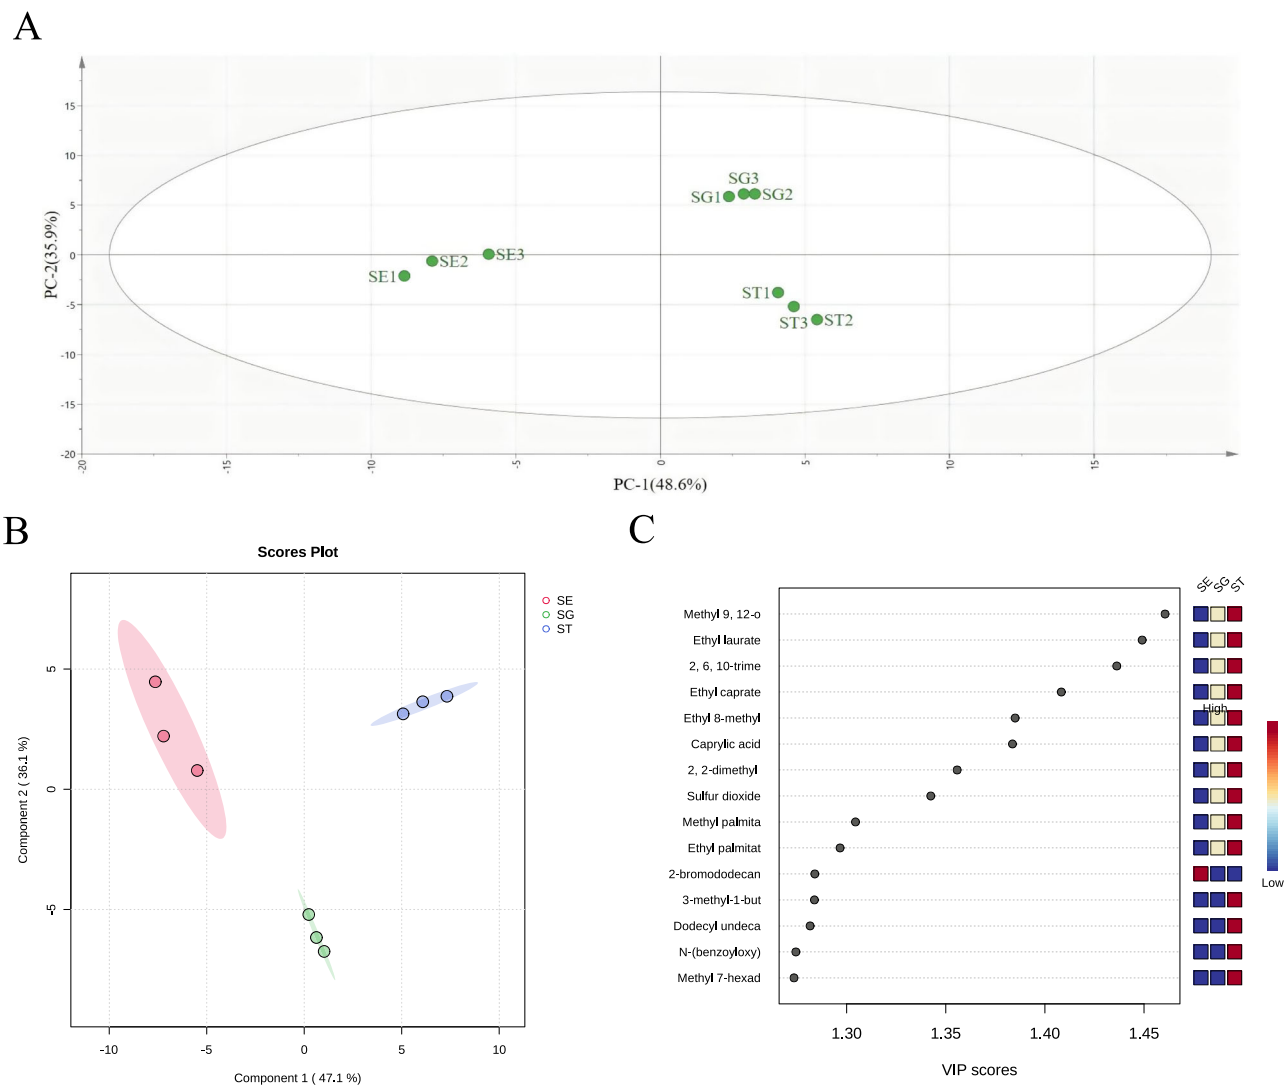 A
15
10
5
0
-5
-10
-15
-20
PC-2(35.9%)
SG3
SG1
SG2
SE3
SE2
SE1
ST1
ST3
ST2
-20
-15
-10
-5
0
5
10
15
PC-1(48.6%)
B
Scores Plot
SE
SG
ST
5
0
-5
Component 2 ( 36.1 %)
-10
-5
0
5
10
Component 1 ( 47.1 %)
C
SE
SG
ST
Methyl 9, 12-o
Ethyl laurate
2, 6, 10-trime
Ethyl caprate
Ethyl 8-methyl
Caprylic acid
2, 2-dimethyl
Sulfur dioxide
Methyl palmita
Ethyl palmitat
2-bromododecan
3-methyl-1-but
Dodecyl undeca
N-(benzoyloxy)
Methyl 7-hexad
High
Low
1.30
1.35
1.40
1.45
VIP scores